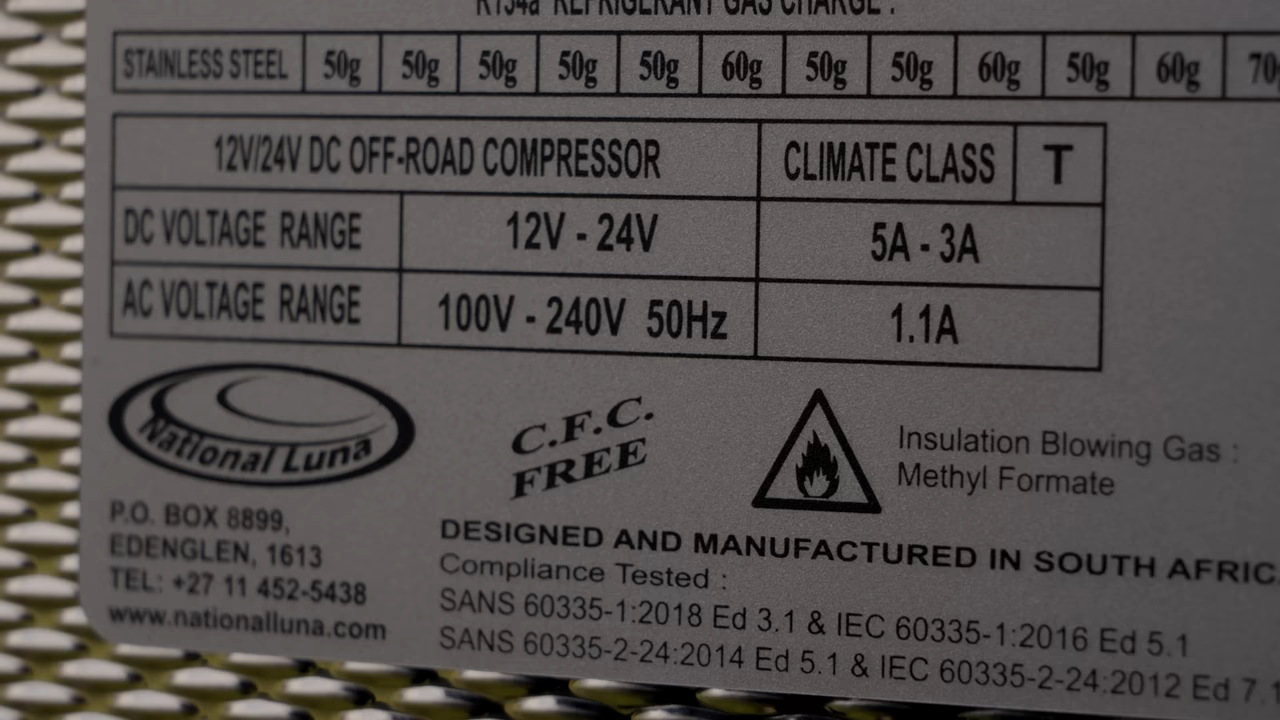 R134a REFRIGERANT GAS CHARGE :
STAINLESS STEEL 50g 50g 50g 50g 50g 60g 50g 50g 60g 50g 60g 70
12V/24V DC OFF-ROAD COMPRESSOR CLIMATE CLASS T
DC VOLTAGE RANGE 12V - 24V 5A - 3A
AC VOLTAGE RANGE 100V - 240V 50Hz 1.1A
National Luna
C.F.C.
FREE
Insulation Blowing Gas :
Methyl Formate
P.O. BOX 8899,
EDENGLEN, 1613
TEL: +27 11 452-5438
www.nationalluna.com
DESIGNED AND MANUFACTURED IN SOUTH AFRIC
Compliance Tested :
SANS 60335-1:2018 Ed 3.1 & IEC 60335-1:2016 Ed 5.1
SANS 60335-2-24:2014 Ed 5.1 & IEC 60335-2-24:2012 Ed 7.1